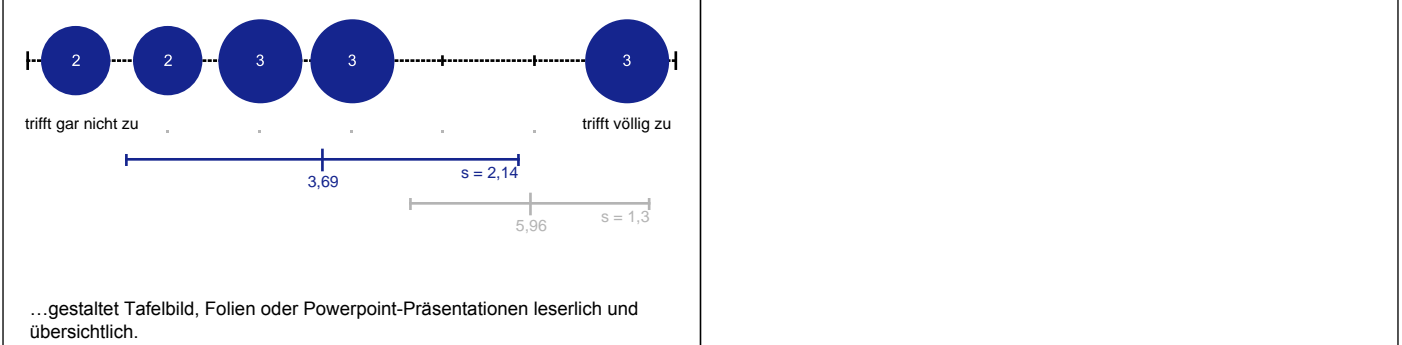 2 2 3 3 3
trifft gar nicht zu trifft völlig zu
s = 2,14
3,69
s = 1,3
5,96
…gestaltet Tafelbild, Folien oder Powerpoint-Präsentationen leserlich und
übersichtlich.